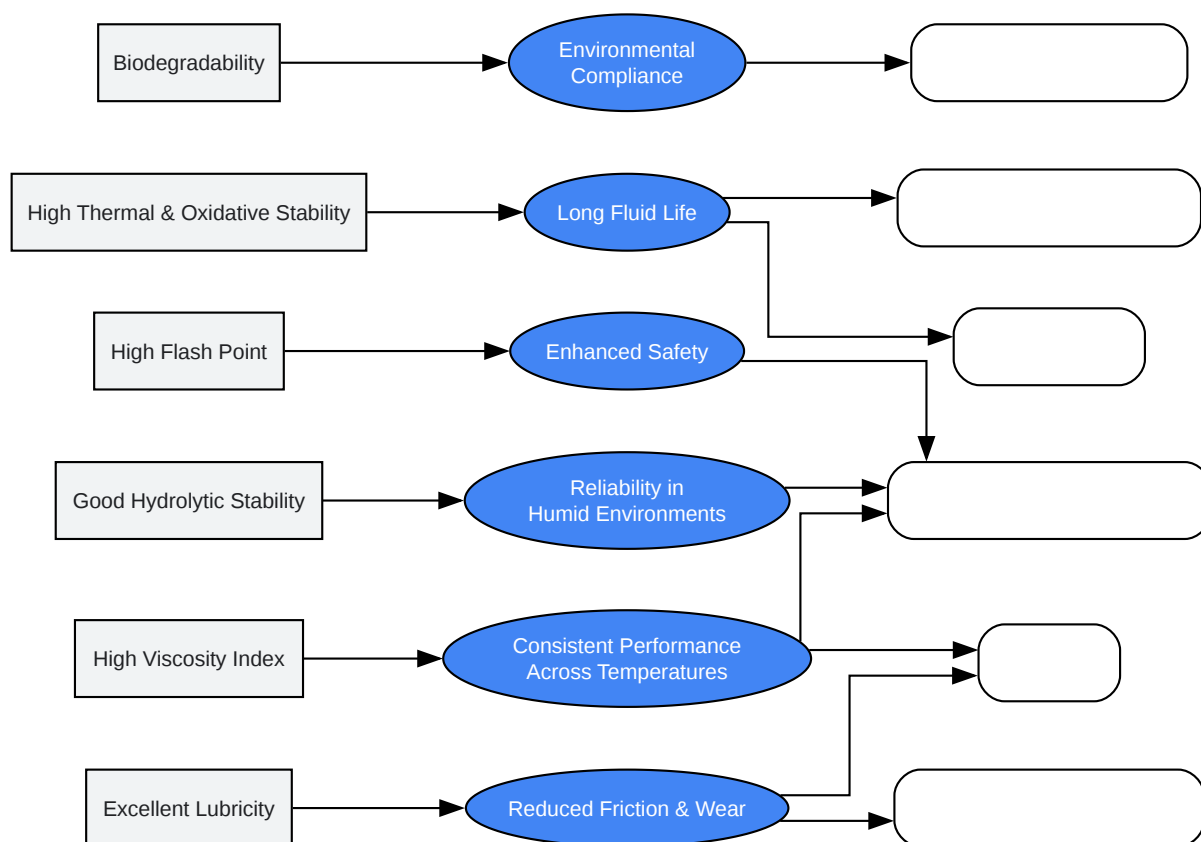 Biodegradability
Environmental
Compliance
High Thermal & Oxidative Stability
Long Fluid Life
High Flash Point
Enhanced Safety
Good Hydrolytic Stability
Reliability in
Humid Environments
High Viscosity Index
Consistent Performance
Across Temperatures
Excellent Lubricity
Reduced Friction & Wear